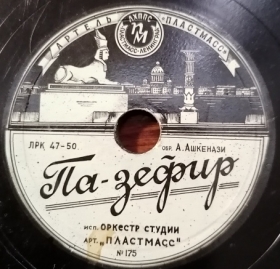 АРТЕЛЬ „ПЛАСТМАСС"
ЛРК 47-50
ОБР. А.АШКЕНАЗИ
Па-зефир
ИСП. ОРКЕСТР СТУДИИ
АРТ. „ПЛАСТМАСС"
№ 175